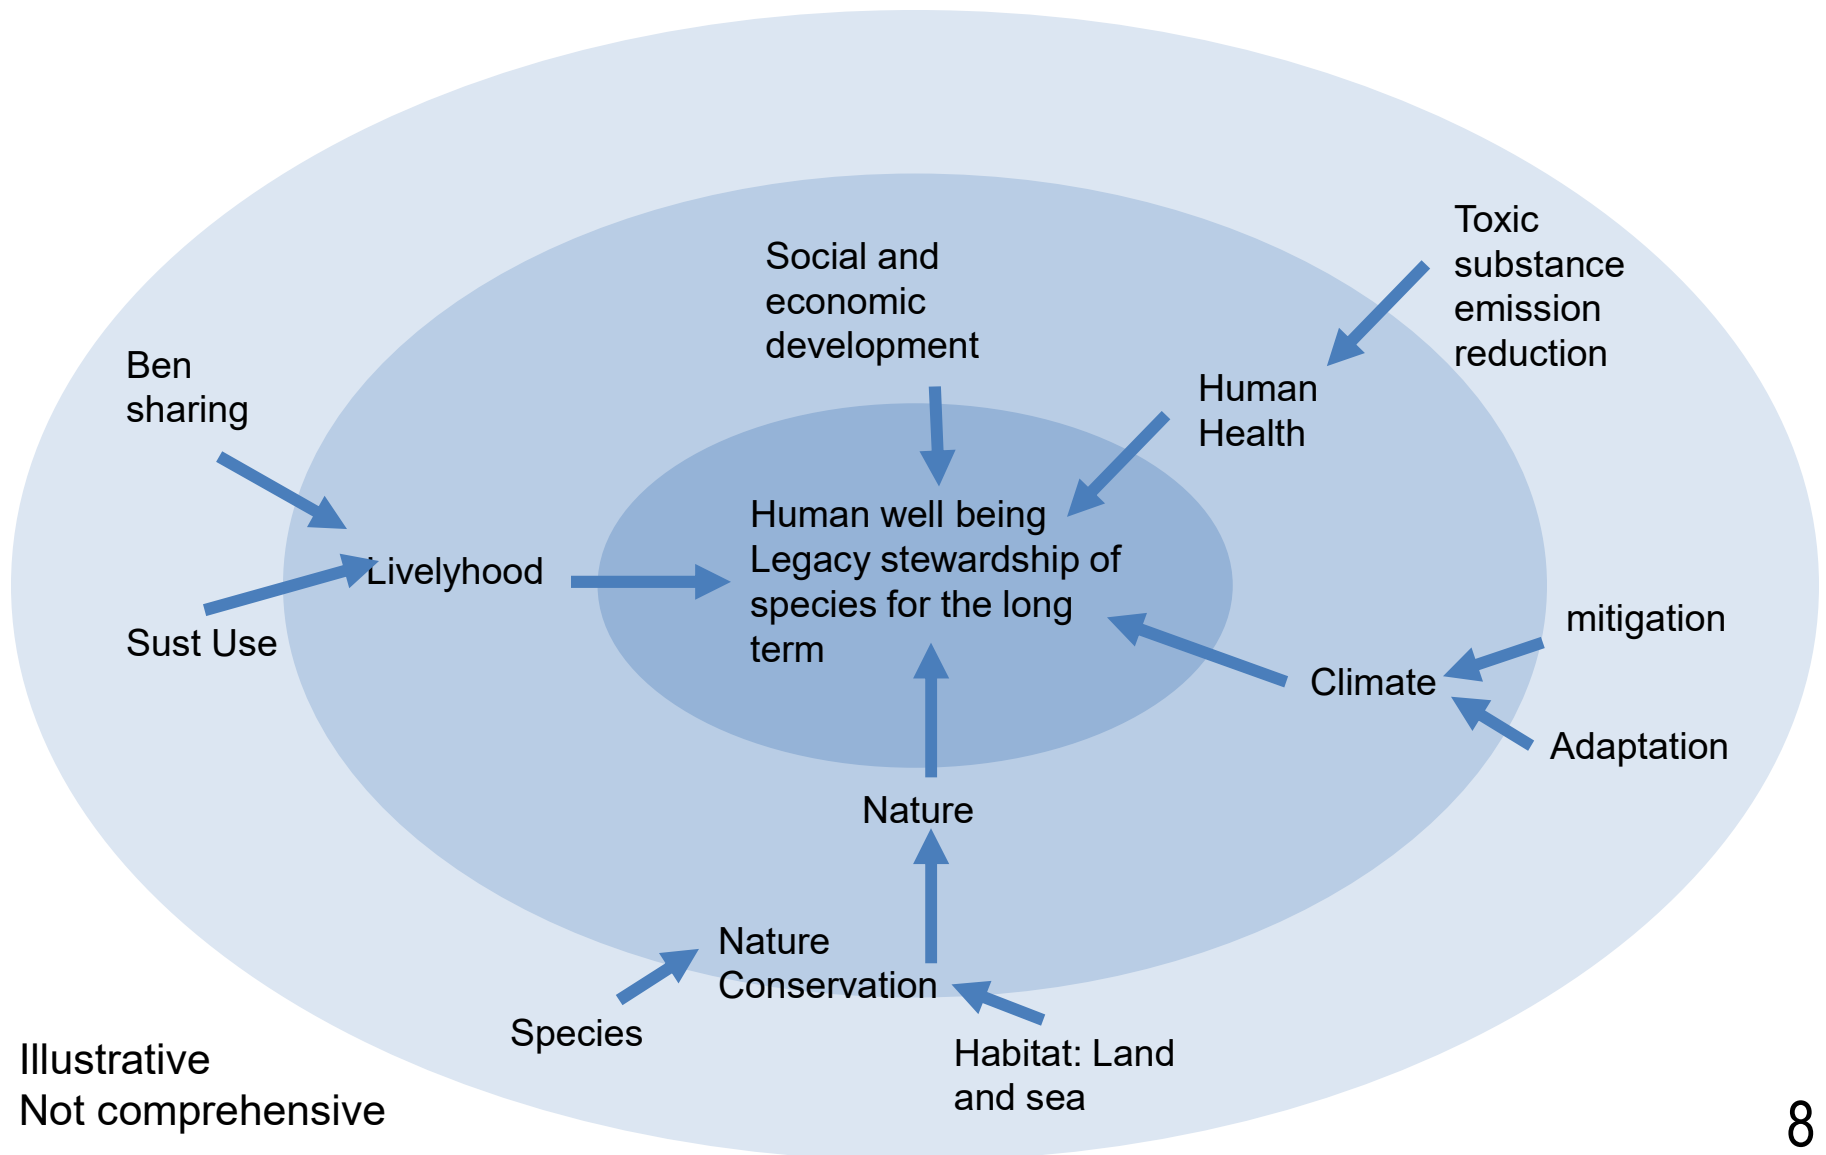 Social and
economic
development
Toxic
substance
emission
reduction
Ben
sharing
Human
Health
Human well being
Legacy stewardship of
species for the long
term
Livelyhood
Sust Use
mitigation
Climate
Adaptation
Nature
Nature
Conservation
Species
Habitat: Land
and sea
Illustrative
Not comprehensive
8